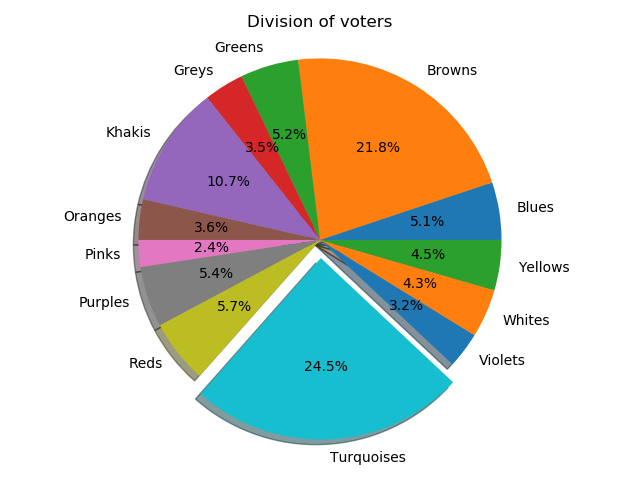 Division of voters
Greens
Greys
Browns
Khakis
5.2%
3.5%
21.8%
10.7%
Blues
Oranges
3.6%
5.1%
Pinks
2.4%
4.5%
Yellows
Purples
5.4%
4.3%
Reds
5.7%
3.2%
Whites
Violets
24.5%
Turquoises